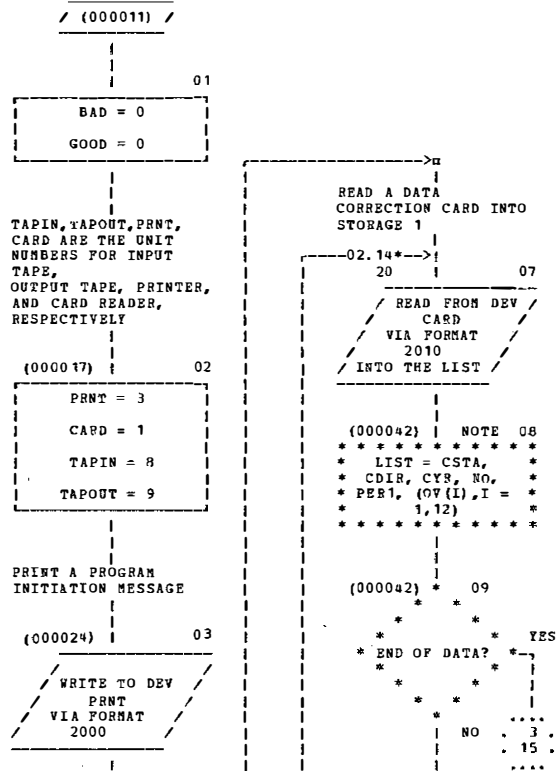 (000011)
01
BAD = 0
GOOD = 0
TAPIN,TAPOUT,PRNT,
CARD ARE THE UNIT
NUMBERS FOR INPUT
TAPE,
OUTPUT TAPE, PRINTER,
AND CARD READER,
RESPECTIVELY
(000017) 02
PRNT = 3
CARD = 1
TAPIN = 8
TAPOUT = 9
PRINT A PROGRAM
INITIATION MESSAGE
(000024) 03
WRITE TO DEV
PRNT
VIA FORMAT
2000
READ A DATA
CORRECTION CARD INTO
STORAGE 1
02.14*
20 07
READ FROM DEV
CARD
VIA FORMAT
2010
INTO THE LIST
(000042) NOTE 08
LIST = CSTA,
CDIR, CYR, NO,
PER1, (OV(I),I =
1,12)
(000042) 09
END OF DATA?
YES
NO
3
15